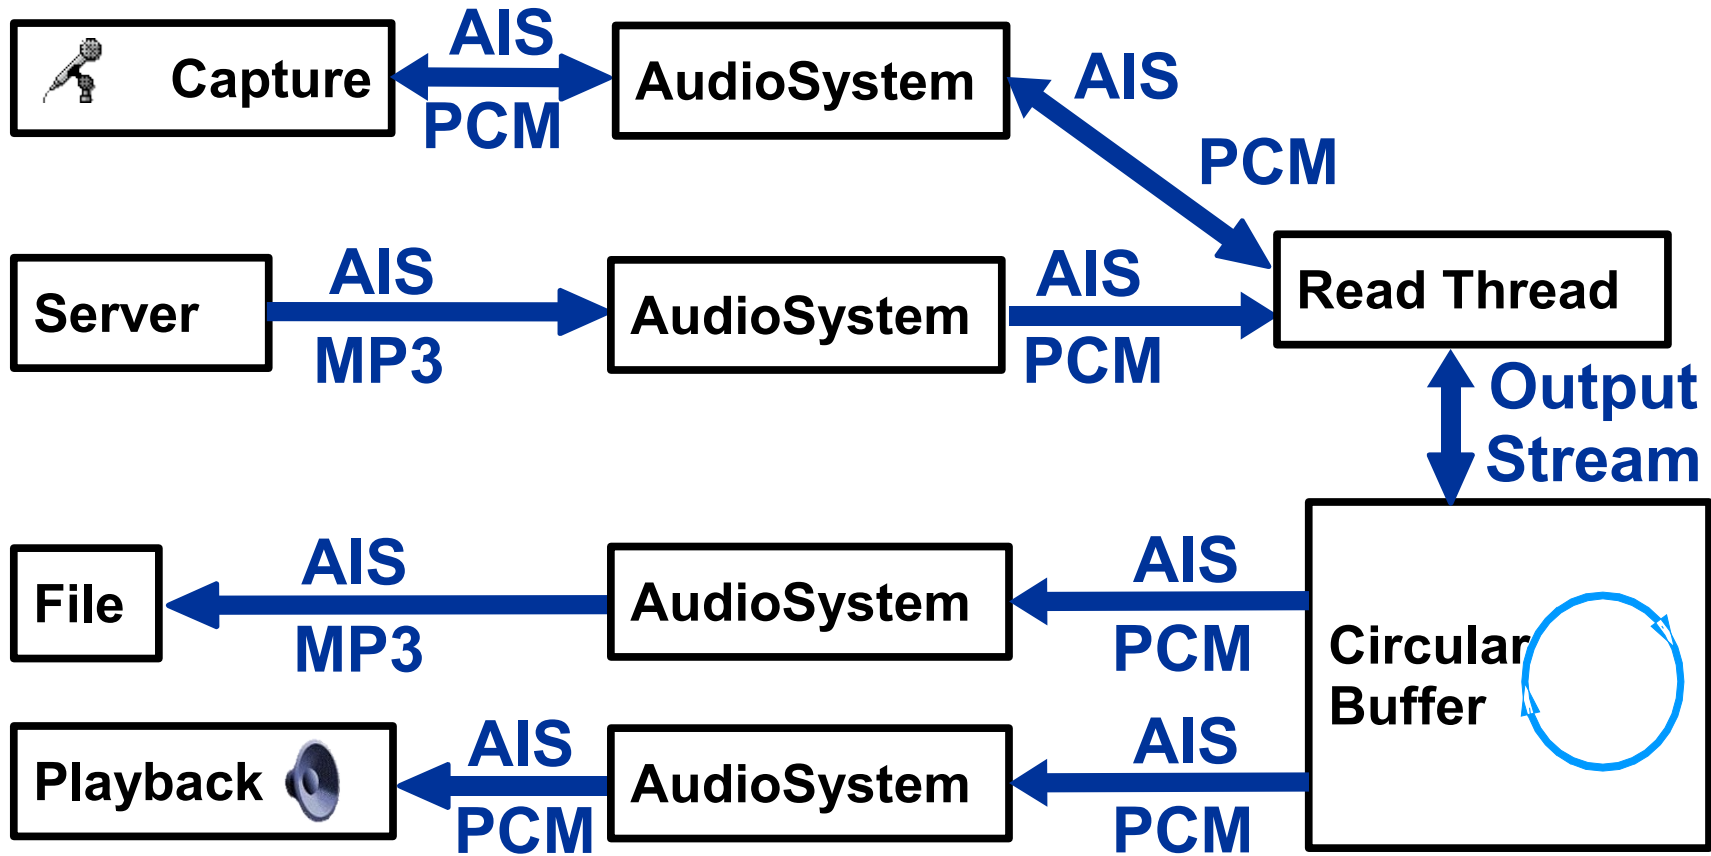 Capture
AIS
PCM
AudioSystem
AIS
PCM
Server
AIS
MP3
AudioSystem
AIS
PCM
Read Thread
Output
Stream
File
AIS
MP3
AudioSystem
AIS
PCM
Circular
Buffer
Playback
AIS
PCM
AudioSystem
AIS
PCM